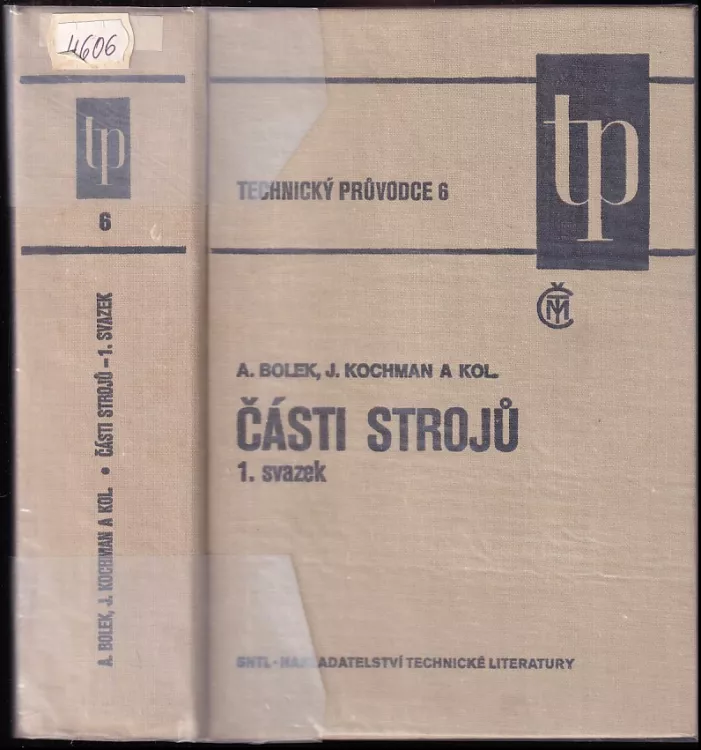 4606
tp
6
A. BOLEK, J. KOCHMAN A KOL. • ČÁSTI STROJŮ – 1. SVAZEK
TECHNICKÝ PRŮVODCE 6
tp
ČMT
A. BOLEK, J. KOCHMAN A KOL.
ČÁSTI STROJŮ
1. svazek
SNTL - NAKLADATELSTVÍ TECHNICKÉ LITERATURY